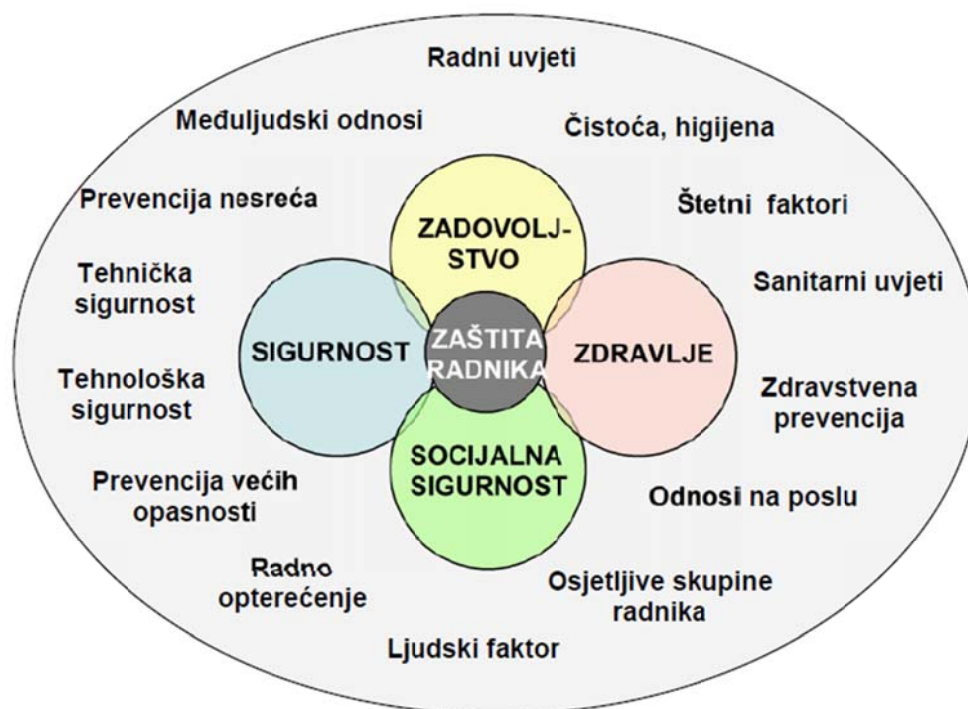 Radni uvjeti
Međuljudski odnosi
Čistoća, higijena
Prevencija nesreća
Štetni faktori
ZADOVOLJ-
STVO
Tehnička
sigurnost
Sanitarni uvjeti
SIGURNOST
ZAŠTITA
RADNIKA
ZDRAVLJE
Tehnološka
sigurnost
Zdravstvena
prevencija
SOCIJALNA
SIGURNOST
Prevencija većih
opasnosti
Odnosi na poslu
Radno
opterećenje
Osjetljive skupine
radnika
Ljudski faktor